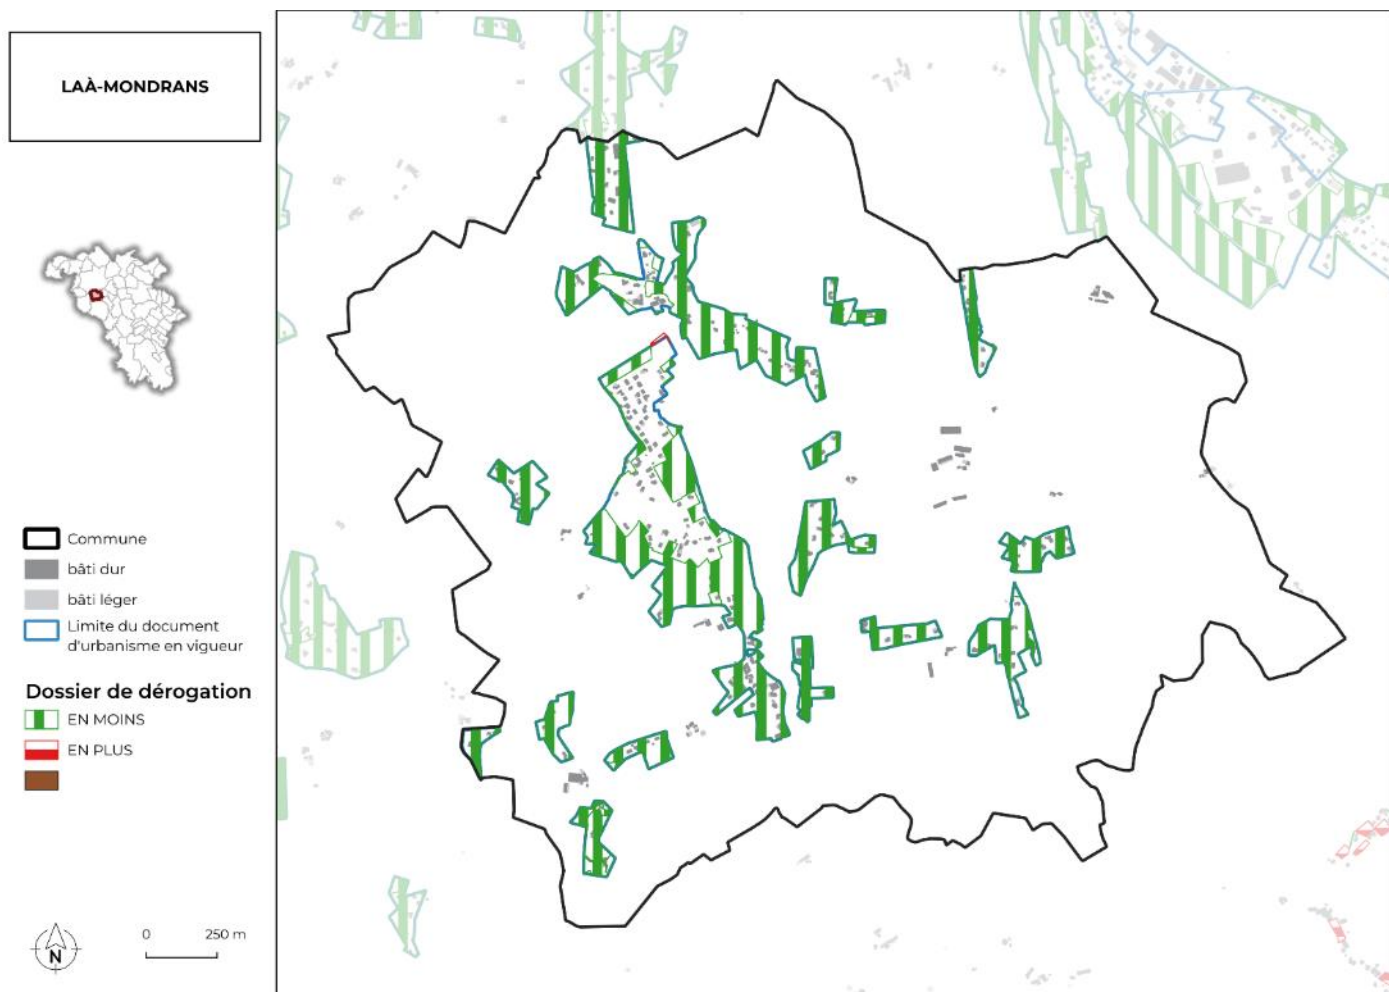 LAÀ-MONDRANS
Commune
bâti dur
bâti léger
Limite du document
d'urbanisme en vigueur
Dossier de dérogation
EN MOINS
EN PLUS
N
0 250 m